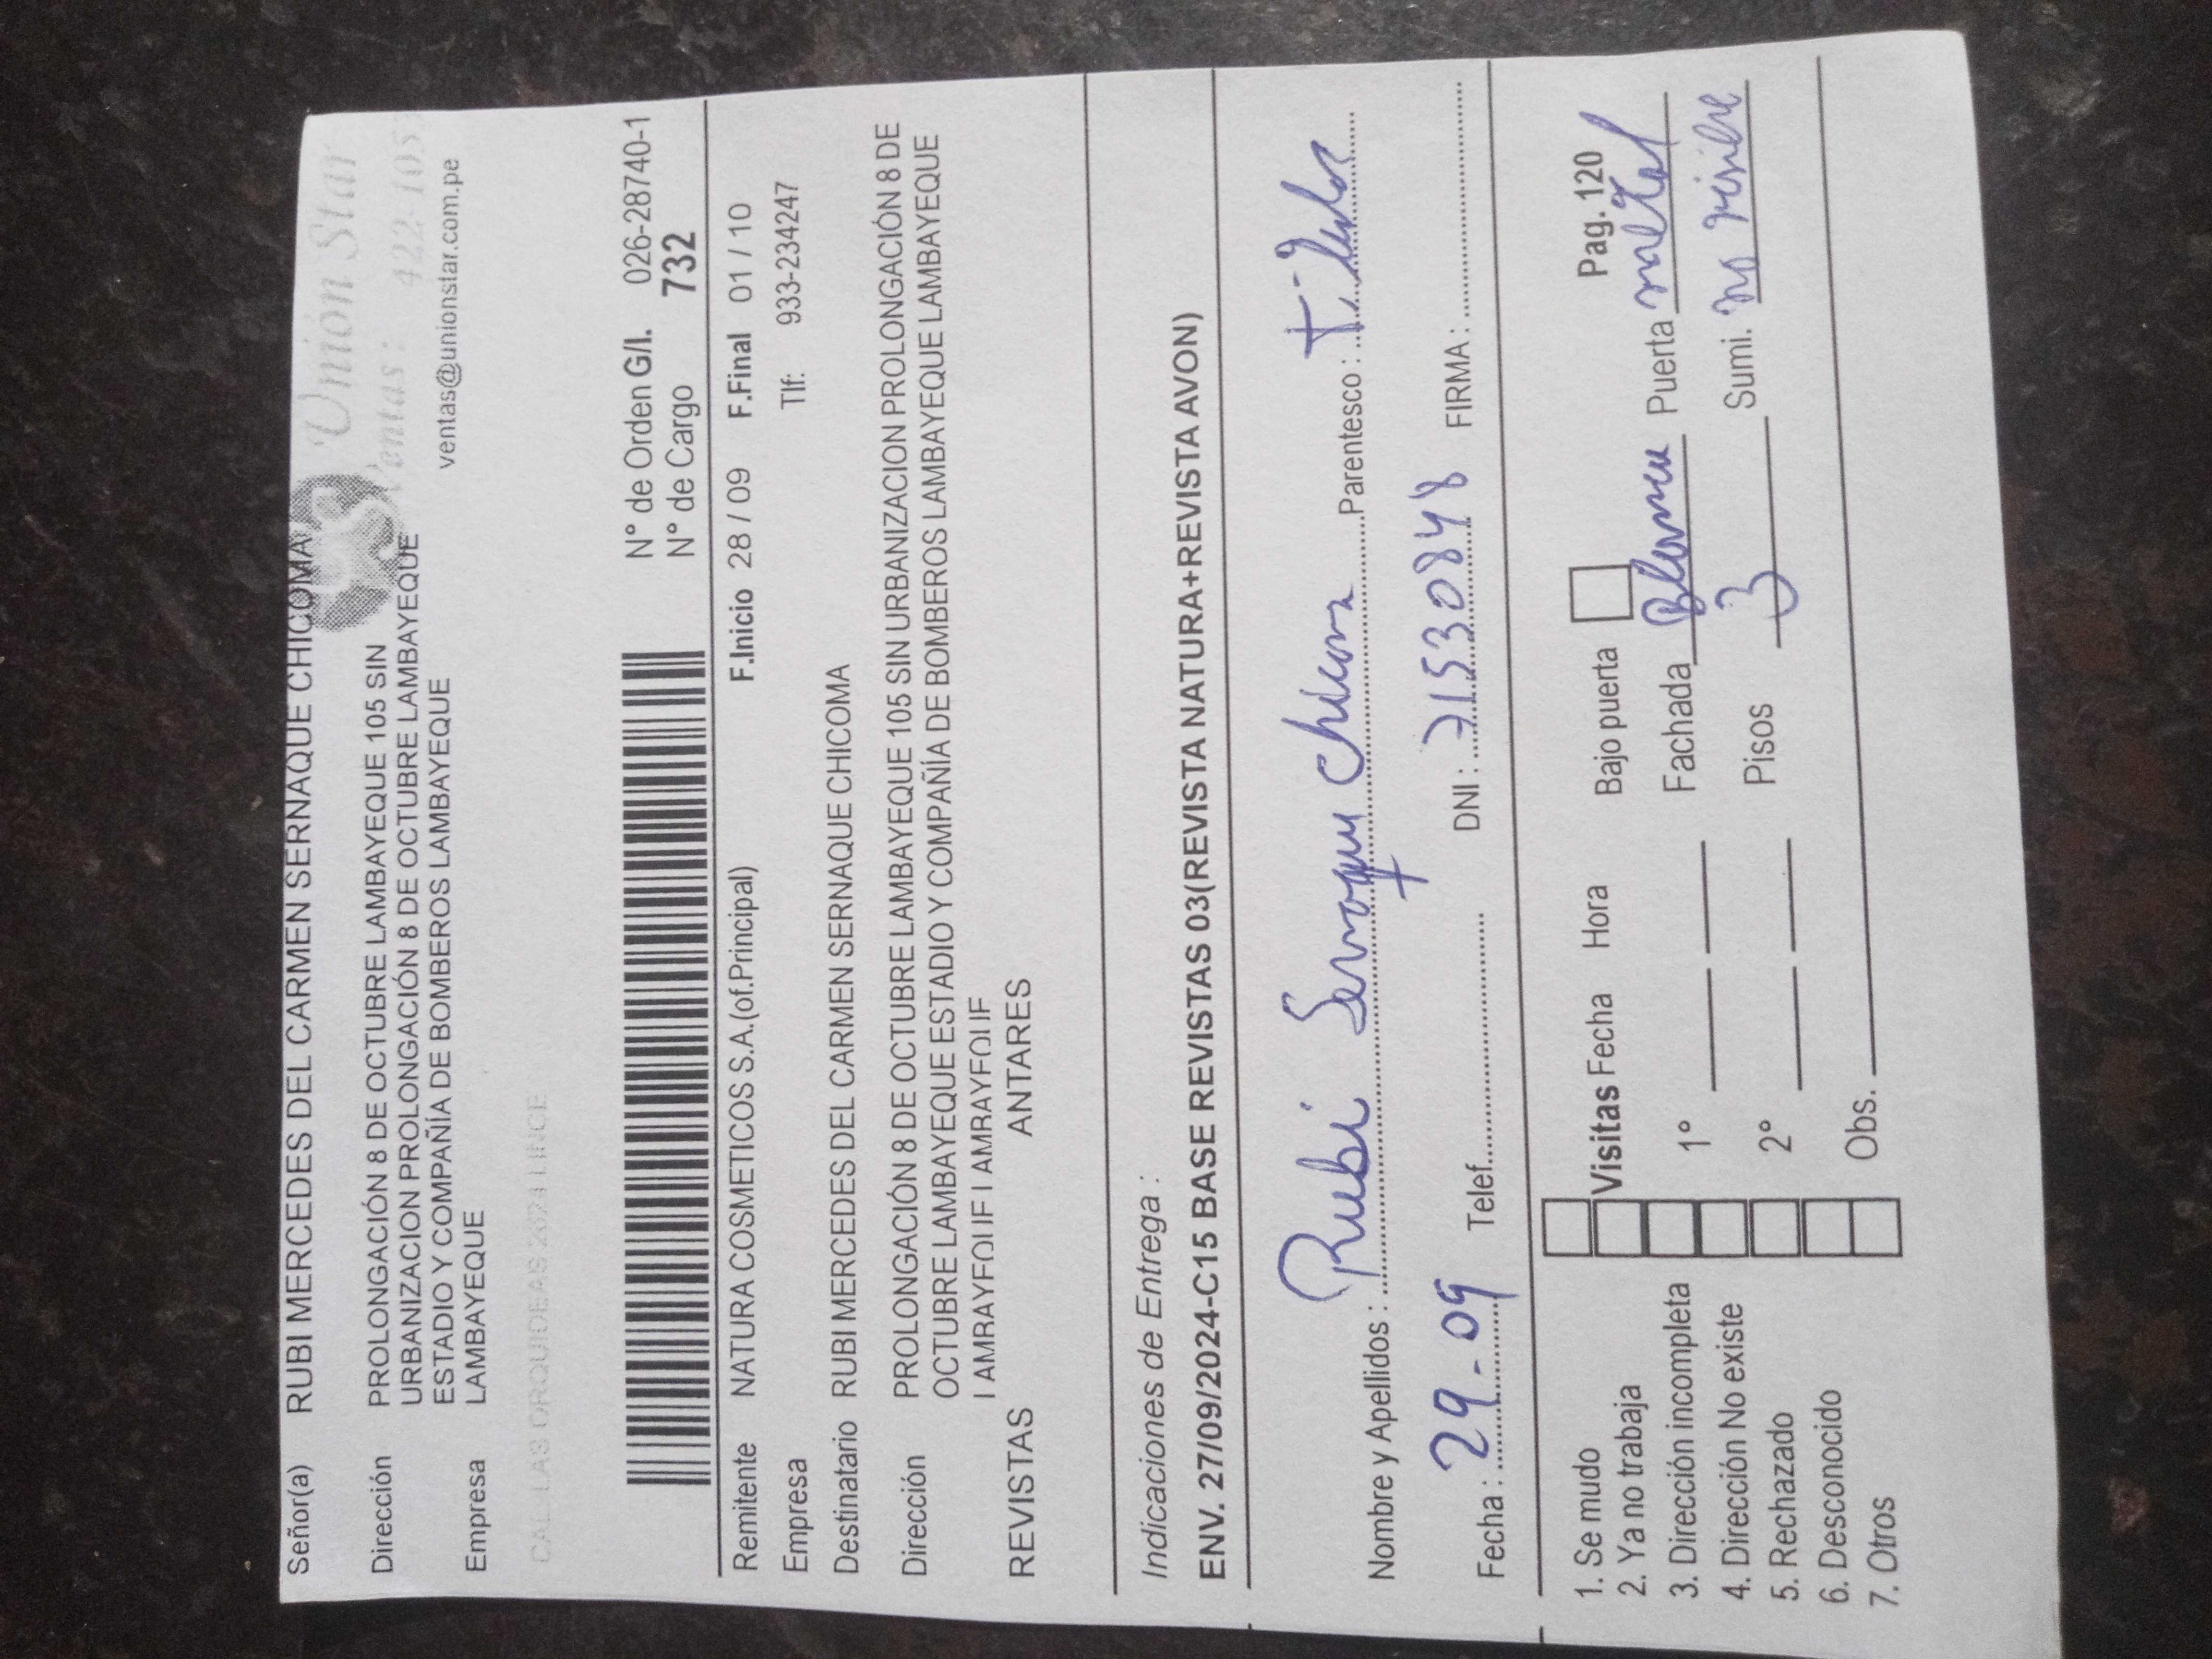 Señor(a) RUBI MERCEDES DEL CARMEN SERNAQUE CHICOMA
Unión Star
Ventas: 422-105
ventas@unionstar.com.pe
Dirección PROLONGACIÓN 8 DE OCTUBRE LAMBAYEQUE 105 SIN
URBANIZACION PROLONGACIÓN 8 DE OCTUBRE LAMBAYEQUE
ESTADIO Y COMPAÑÍA DE BOMBEROS LAMBAYEQUE
Empresa LAMBAYEQUE
N° de Orden G/I. 026-28740-1
N° de Cargo 732
Remitente NATURA COSMETICOS S.A.(of.Principal) F.Inicio 28 / 09 F.Final 01 / 10
Empresa Tlf: 933-234247
Destinatario RUBI MERCEDES DEL CARMEN SERNAQUE CHICOMA
Dirección PROLONGACIÓN 8 DE OCTUBRE LAMBAYEQUE 105 SIN URBANIZACION PROLONGACIÓN 8 DE
OCTUBRE LAMBAYEQUE ESTADIO Y COMPAÑÍA DE BOMBEROS LAMBAYEQUE LAMBAYEQUE
REVISTAS ANTARES
Indicaciones de Entrega :
ENV. 27/09/2024-C15 BASE REVISTAS 03(REVISTA NATURA+REVISTA AVON)
Nombre y Apellidos : Rubi Sernaque Chicoma Parentesco :
Fecha : 29-09 Telef. DNI : 71530848 FIRMA :
Pag. 120
1. Se mudo
2. Ya no trabaja
3. Dirección incompleta
4. Dirección No existe
5. Rechazado
6. Desconocido
7. Otros
Visitas Fecha Hora
1°
2°
Obs.
Bajo puerta
Fachada Blanca Puerta metal
Pisos 3 Sumi. no visible